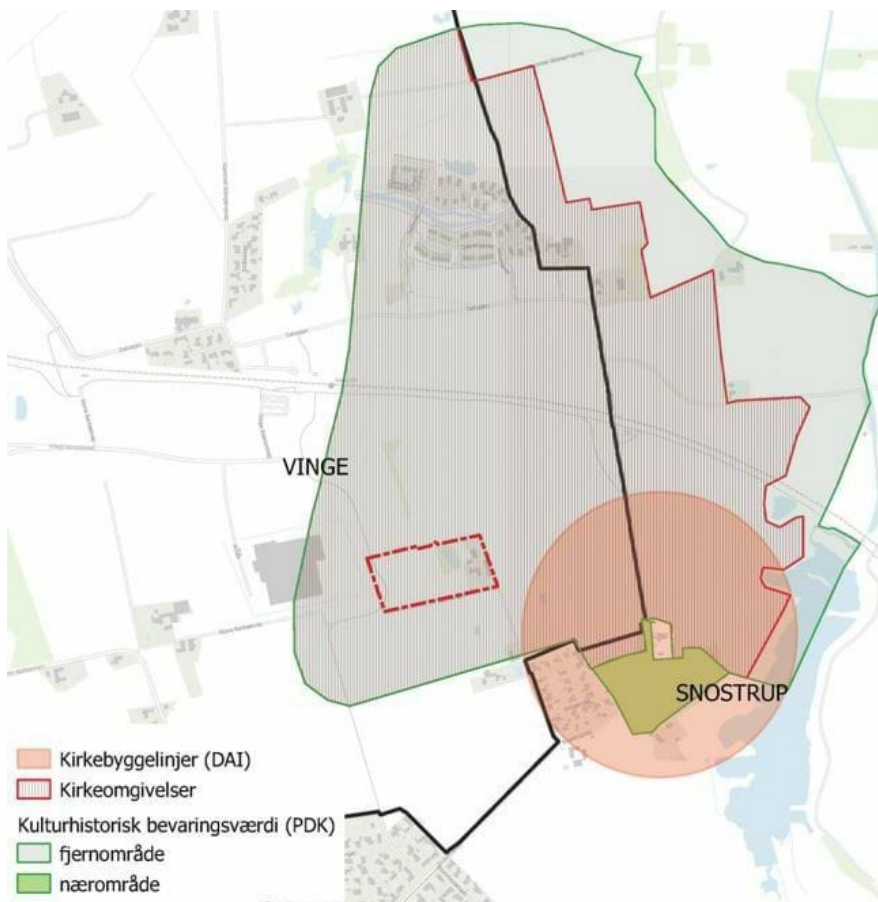 VINGE
SNOSTRUP
Kirkebyggelinjer (DAI)
Kirkeomgivelser
Kulturhistorisk bevaringsværdi (PDK)
fjernområde
nærområde